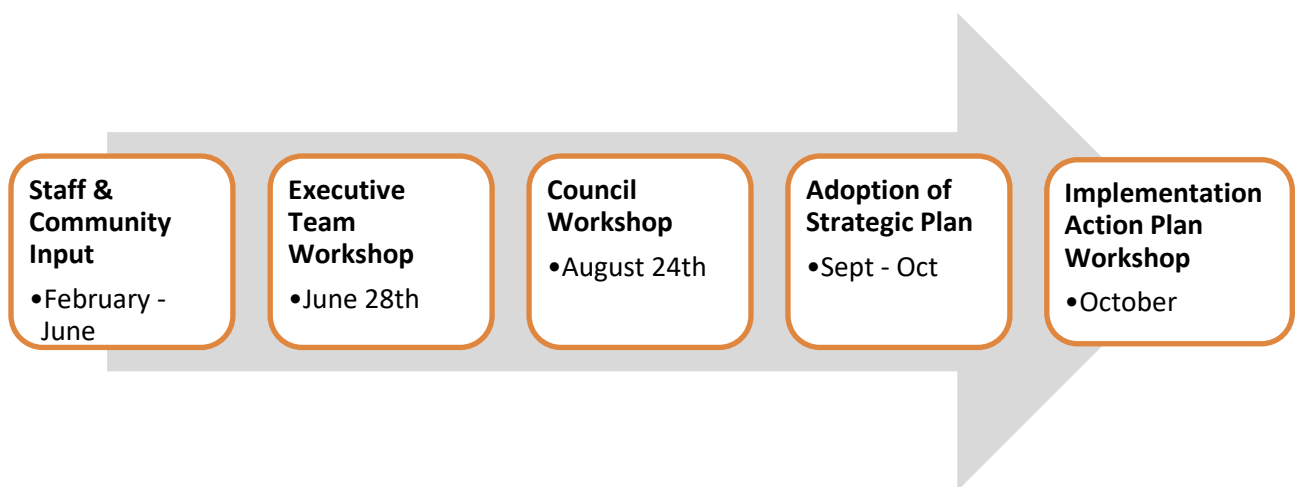 Staff &
Community
Input
•February -
June
Executive
Team
Workshop
•June 28th
Council
Workshop
•August 24th
Adoption of
Strategic Plan
•Sept - Oct
Implementation
Action Plan
Workshop
•October